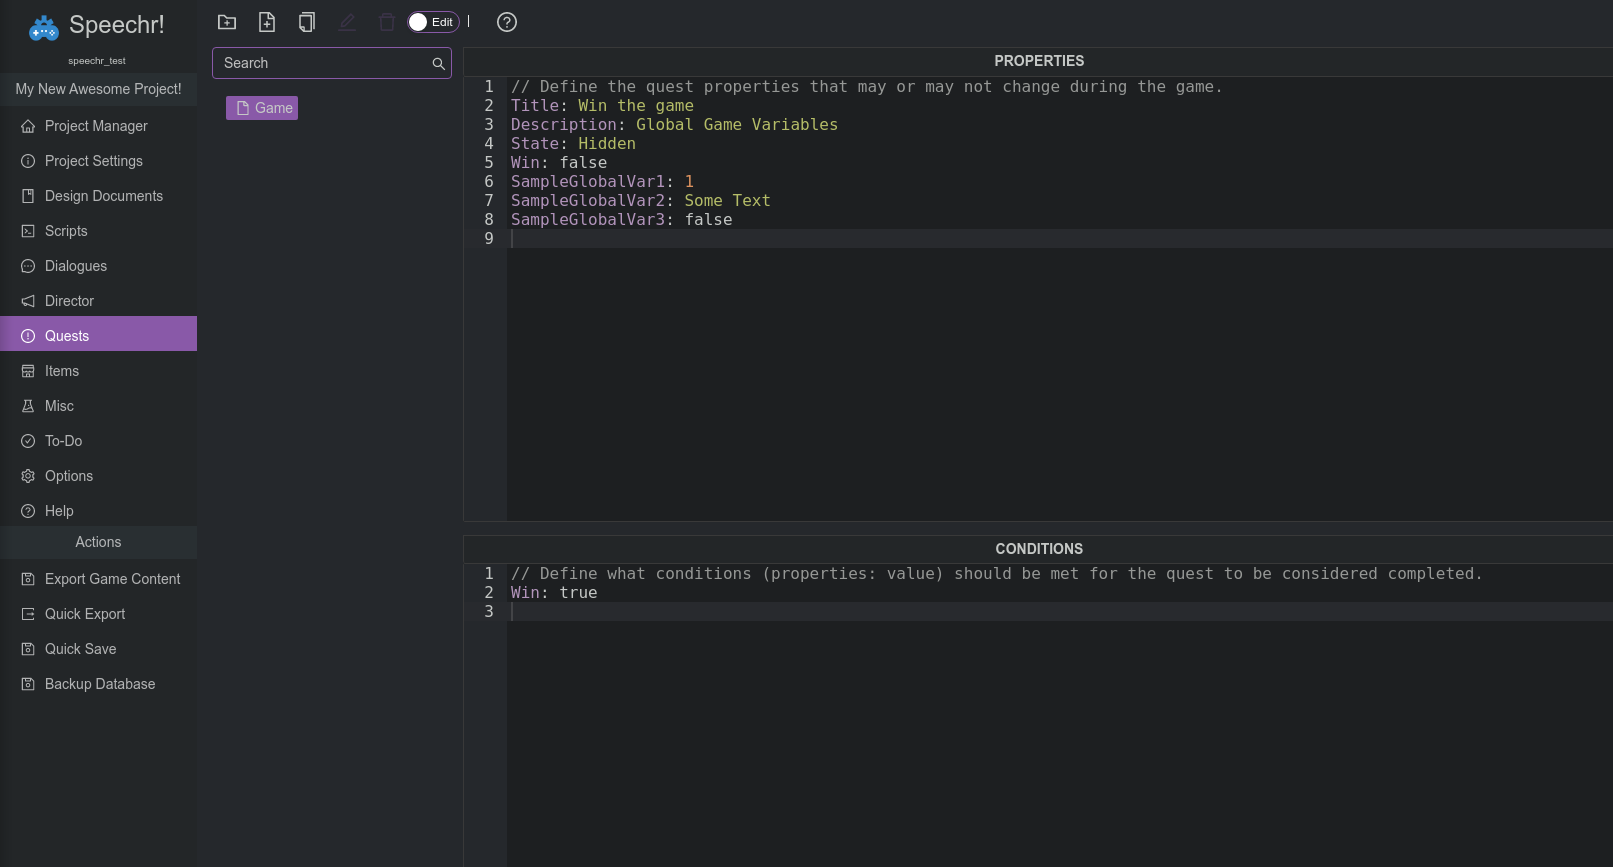 Speechr!
speechr_test
My New Awesome Project!
Project Manager
Project Settings
Design Documents
Scripts
Dialogues
Director
Quests
Items
Misc
To-Do
Options
Help
Actions
Export Game Content
Quick Export
Quick Save
Backup Database
Edit
Search
Game
PROPERTIES
1 // Define the quest properties that may or may not change during the game.
2 Title: Win the game
3 Description: Global Game Variables
4 State: Hidden
5 Win: false
6 SampleGlobalVar1: 1
7 SampleGlobalVar2: Some Text
8 SampleGlobalVar3: false
9
CONDITIONS
1 // Define what conditions (properties: value) should be met for the quest to be considered completed.
2 Win: true
3